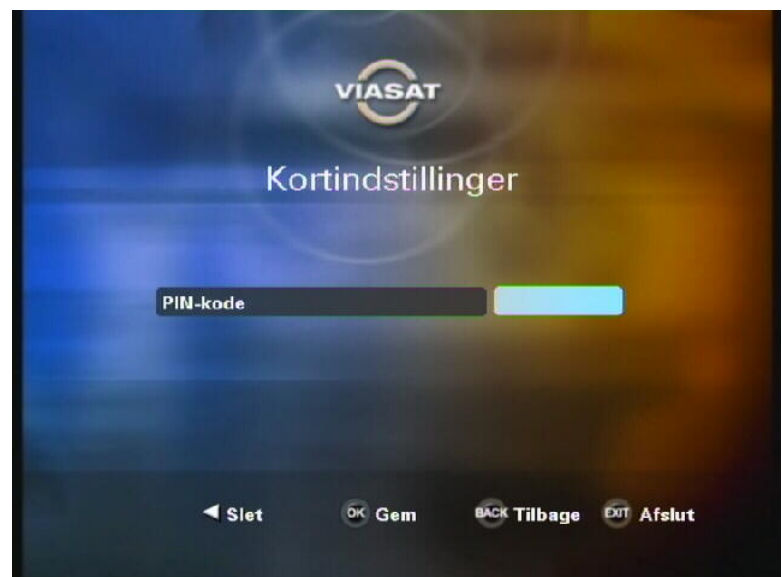 VIASAT
Kortindstillinger
PIN-kode
Slet OK Gem BACK Tilbage EXIT Afslut